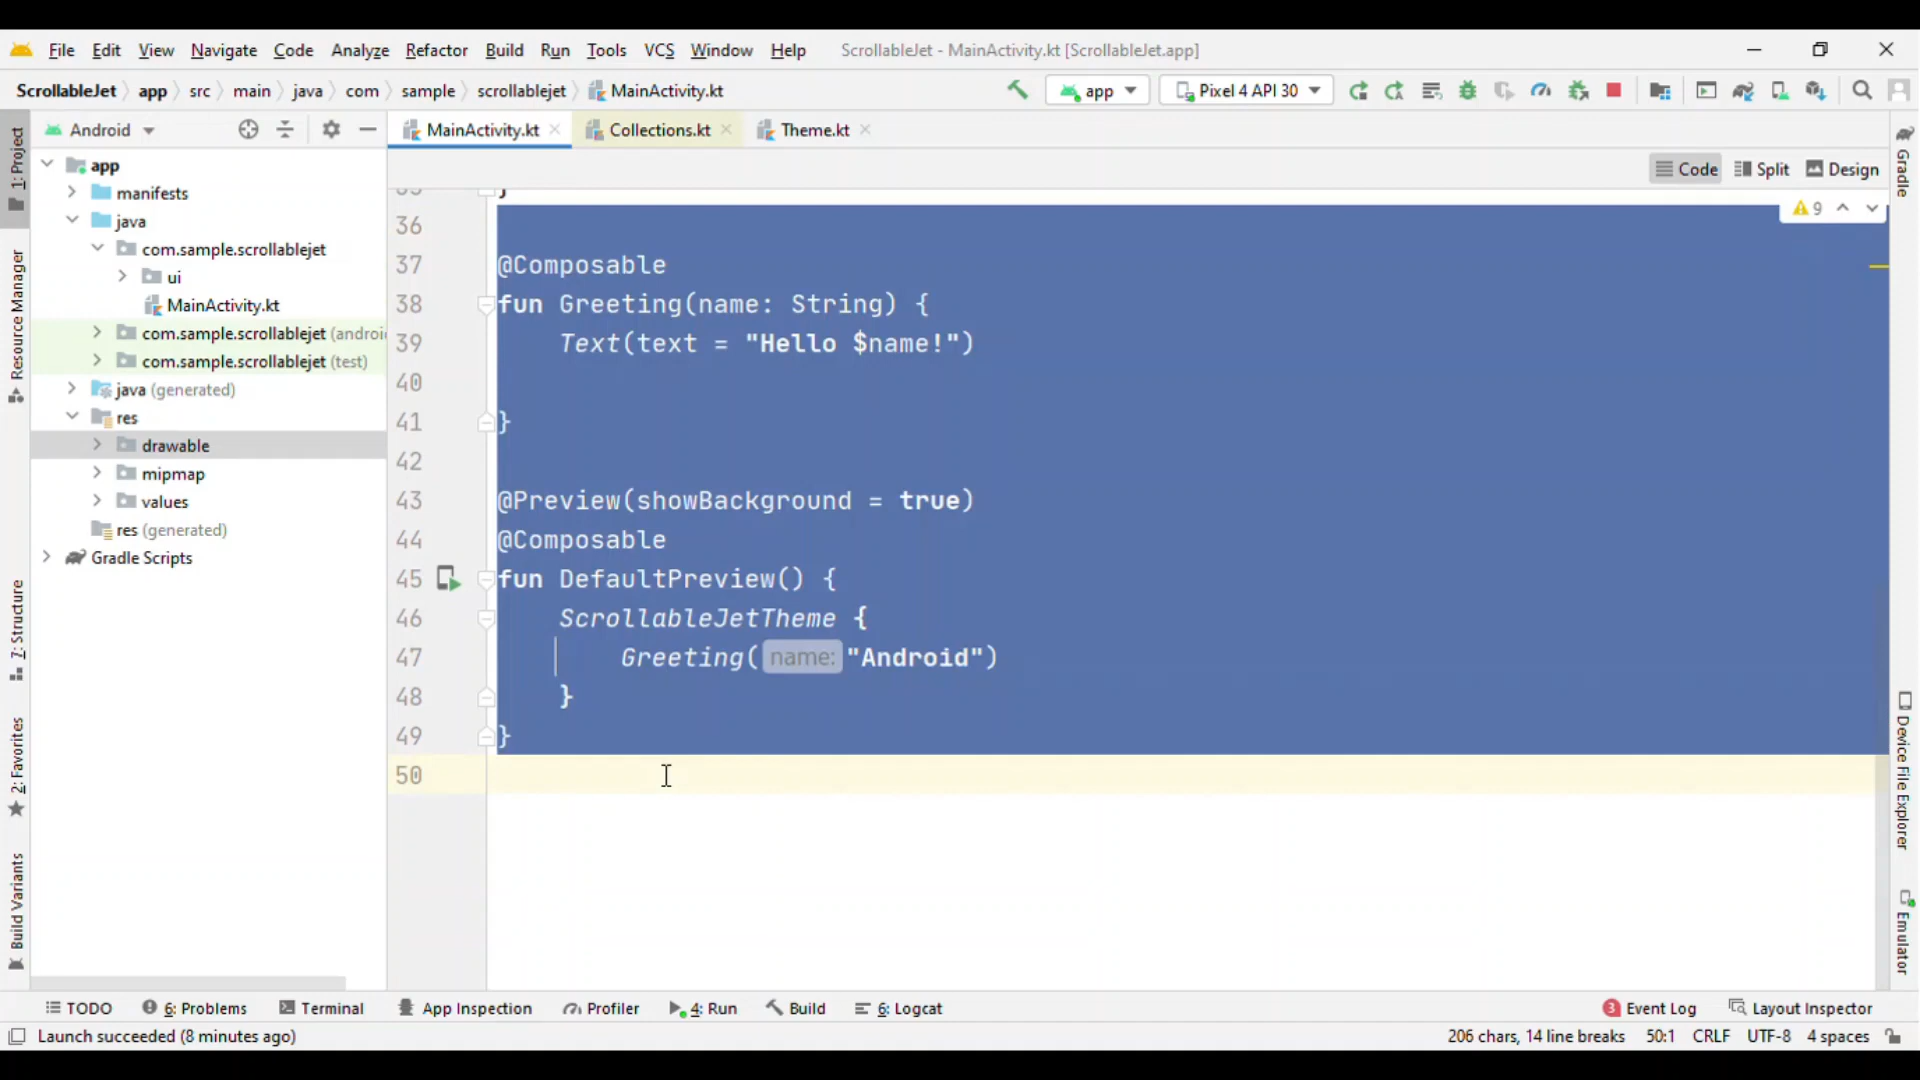 File Edit View Navigate Code Analyze Refactor Build Run Tools VCS Window Help ScrollableJet - MainActivity.kt [ScrollableJet.app]
ScrollableJet app src main java com sample scrollablejet MainActivity.kt app Pixel 4 API 30
Android MainActivity.kt Collections.kt Theme.kt
Code Split Design
9
1: Project
Resource Manager
7: Structure
2: Favorites
Build Variants
app
manifests
java
com.sample.scrollablejet
ui
MainActivity.kt
com.sample.scrollablejet (androi
com.sample.scrollablejet (test)
java (generated)
res
drawable
mipmap
values
res (generated)
Gradle Scripts
36
37 @Composable
38 fun Greeting(name: String) {
39 Text(text = "Hello $name!")
40
41 }
42
43 @Preview(showBackground = true)
44 @Composable
45 fun DefaultPreview() {
46 ScrollableJetTheme {
47 Greeting( name: "Android")
48 }
49 }
50
Gradle
Device File Explorer
Emulator
TODO 6: Problems Terminal App Inspection Profiler 4: Run Build 6: Logcat 3 Event Log Layout Inspector
Launch succeeded (8 minutes ago) 206 chars, 14 line breaks 50:1 CRLF UTF-8 4 spaces